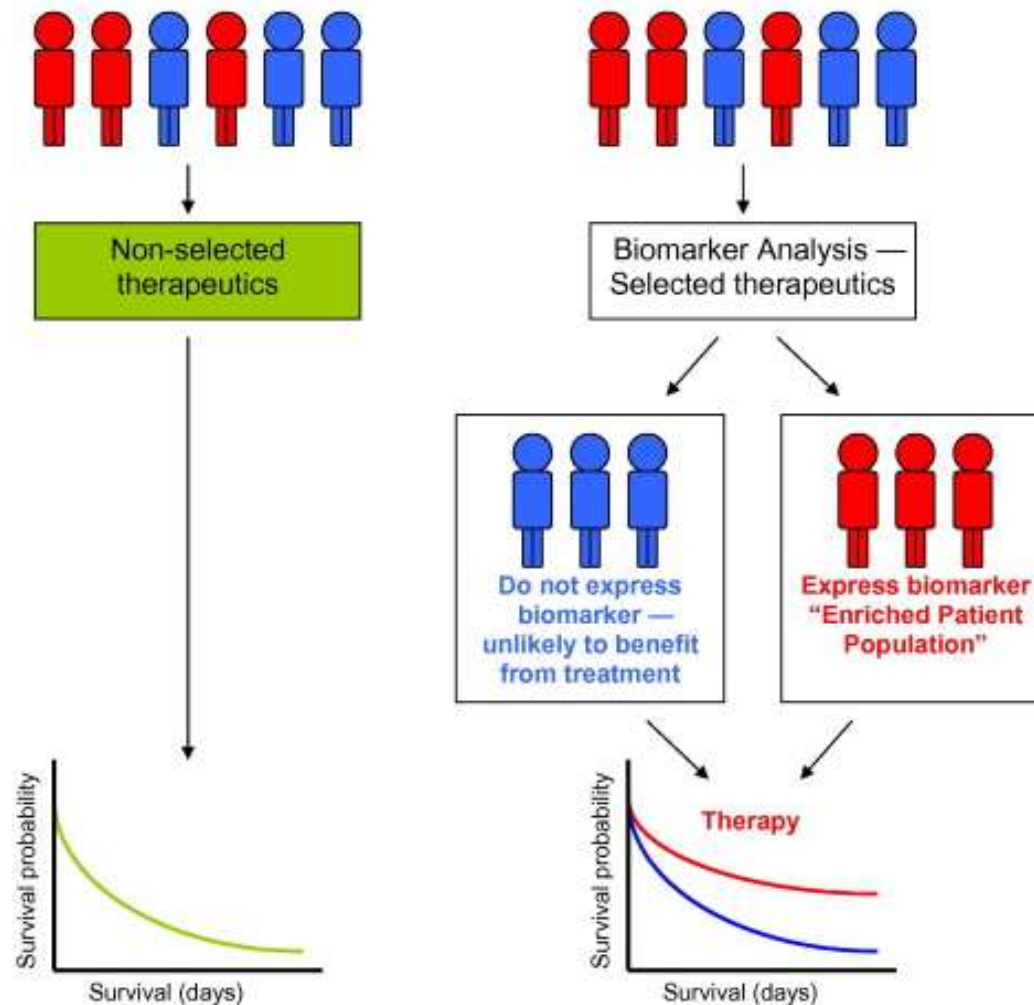 Non-selected
therapeutics
Biomarker Analysis —
Selected therapeutics
Do not express
biomarker —
unlikely to benefit
from treatment
Express biomarker
“Enriched Patient
Population”
Survival probability
Survival (days)
Survival probability
Therapy
Survival (days)